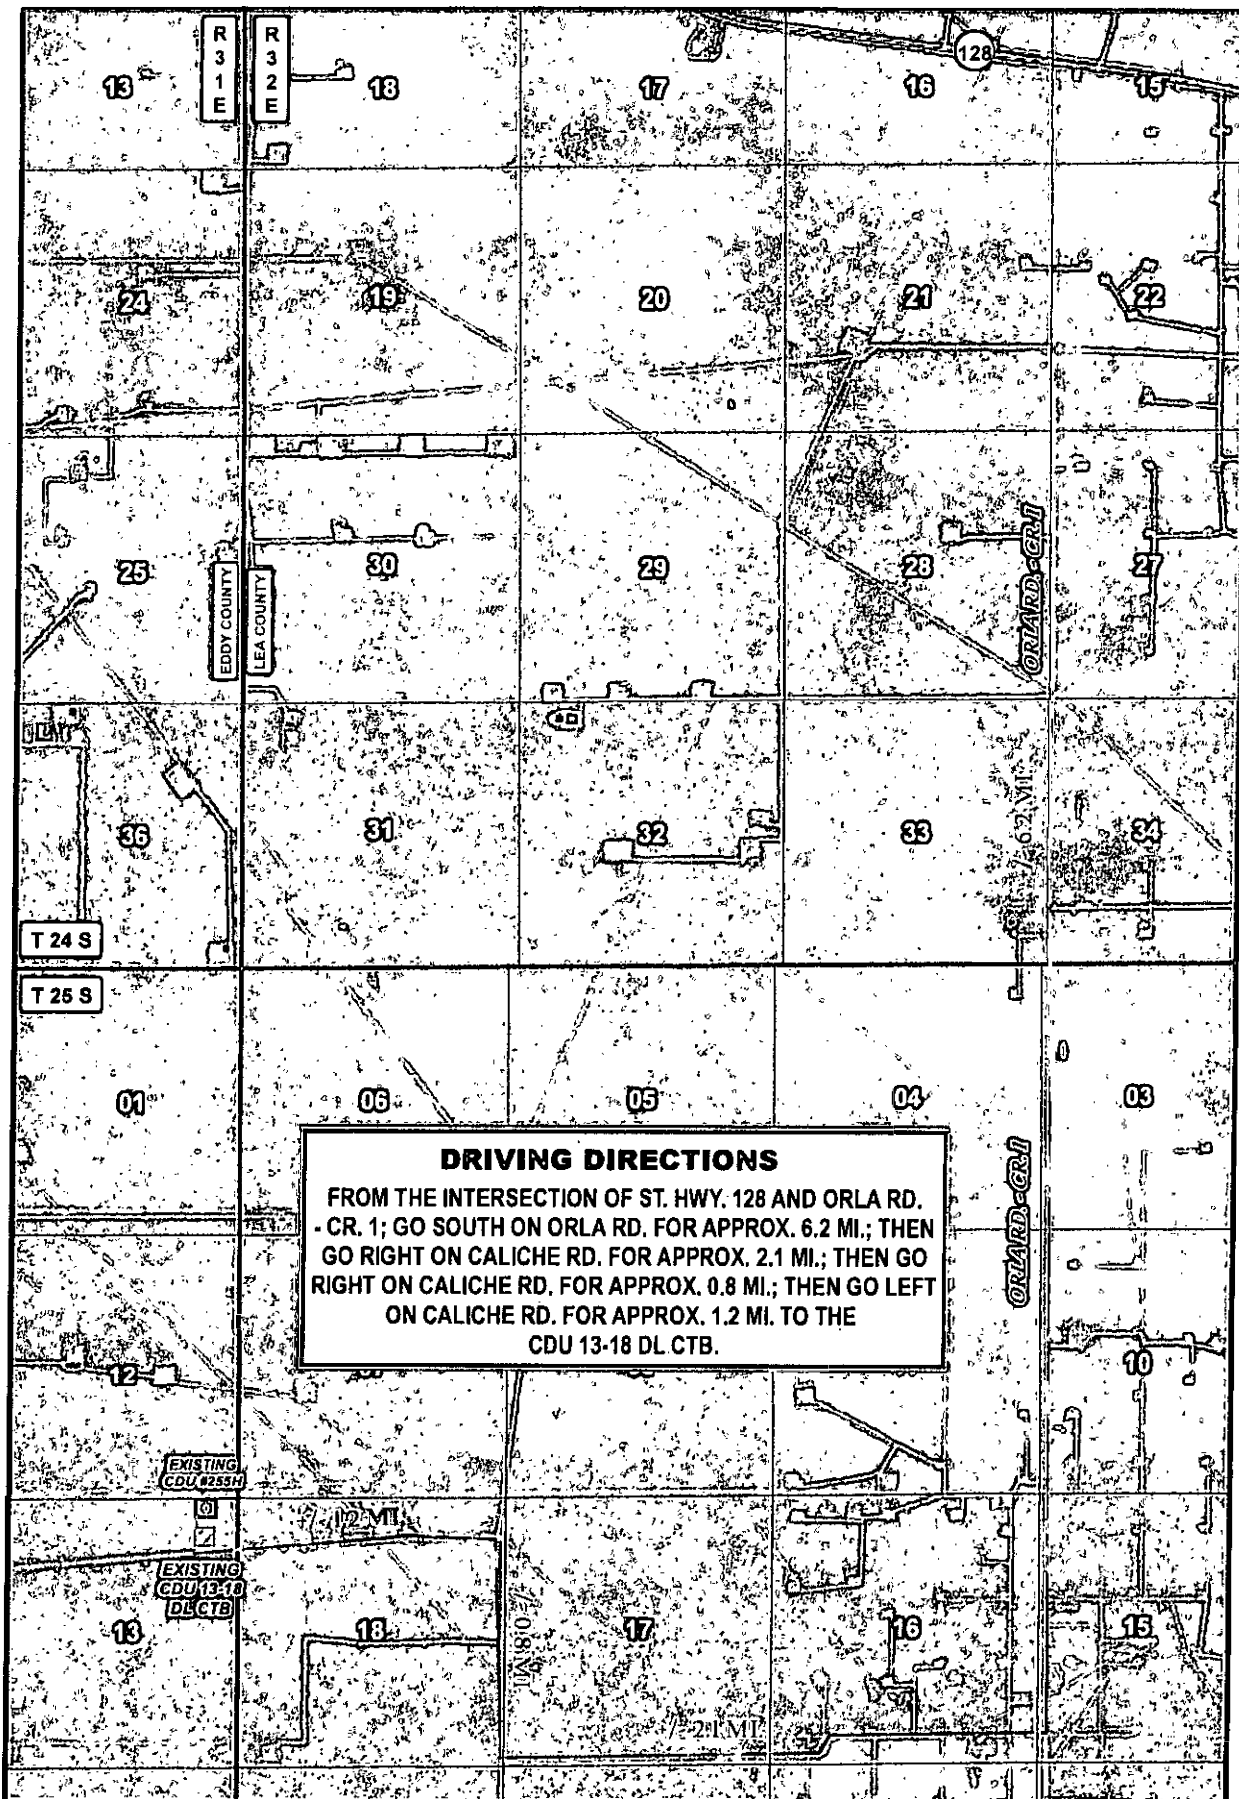 R
3
1
E
R
3
2
E
128
13
18
17
16
15
24
19
20
21
22
25
30
29
28
27
EDDY COUNTY
LEA COUNTY
ORLA RD. - CR. 1
36
31
32
33
34
+/- 6.2 MI.
T 24 S
T 25 S
01
06
05
04
03
DRIVING DIRECTIONS
FROM THE INTERSECTION OF ST. HWY. 128 AND ORLA RD.
- CR. 1; GO SOUTH ON ORLA RD. FOR APPROX. 6.2 MI.; THEN
GO RIGHT ON CALICHE RD. FOR APPROX. 2.1 MI.; THEN GO
RIGHT ON CALICHE RD. FOR APPROX. 0.8 MI.; THEN GO LEFT
ON CALICHE RD. FOR APPROX. 1.2 MI. TO THE
CDU 13-18 DL CTB.
ORLA RD. - CR. 1
12
10
EXISTING
CDU #255H
+/- 1.2 MI.
EXISTING
CDU 13-18
DL CTB
13
18
17
16
15
+/- 0.8 MI.
+/- 2.1 MI.